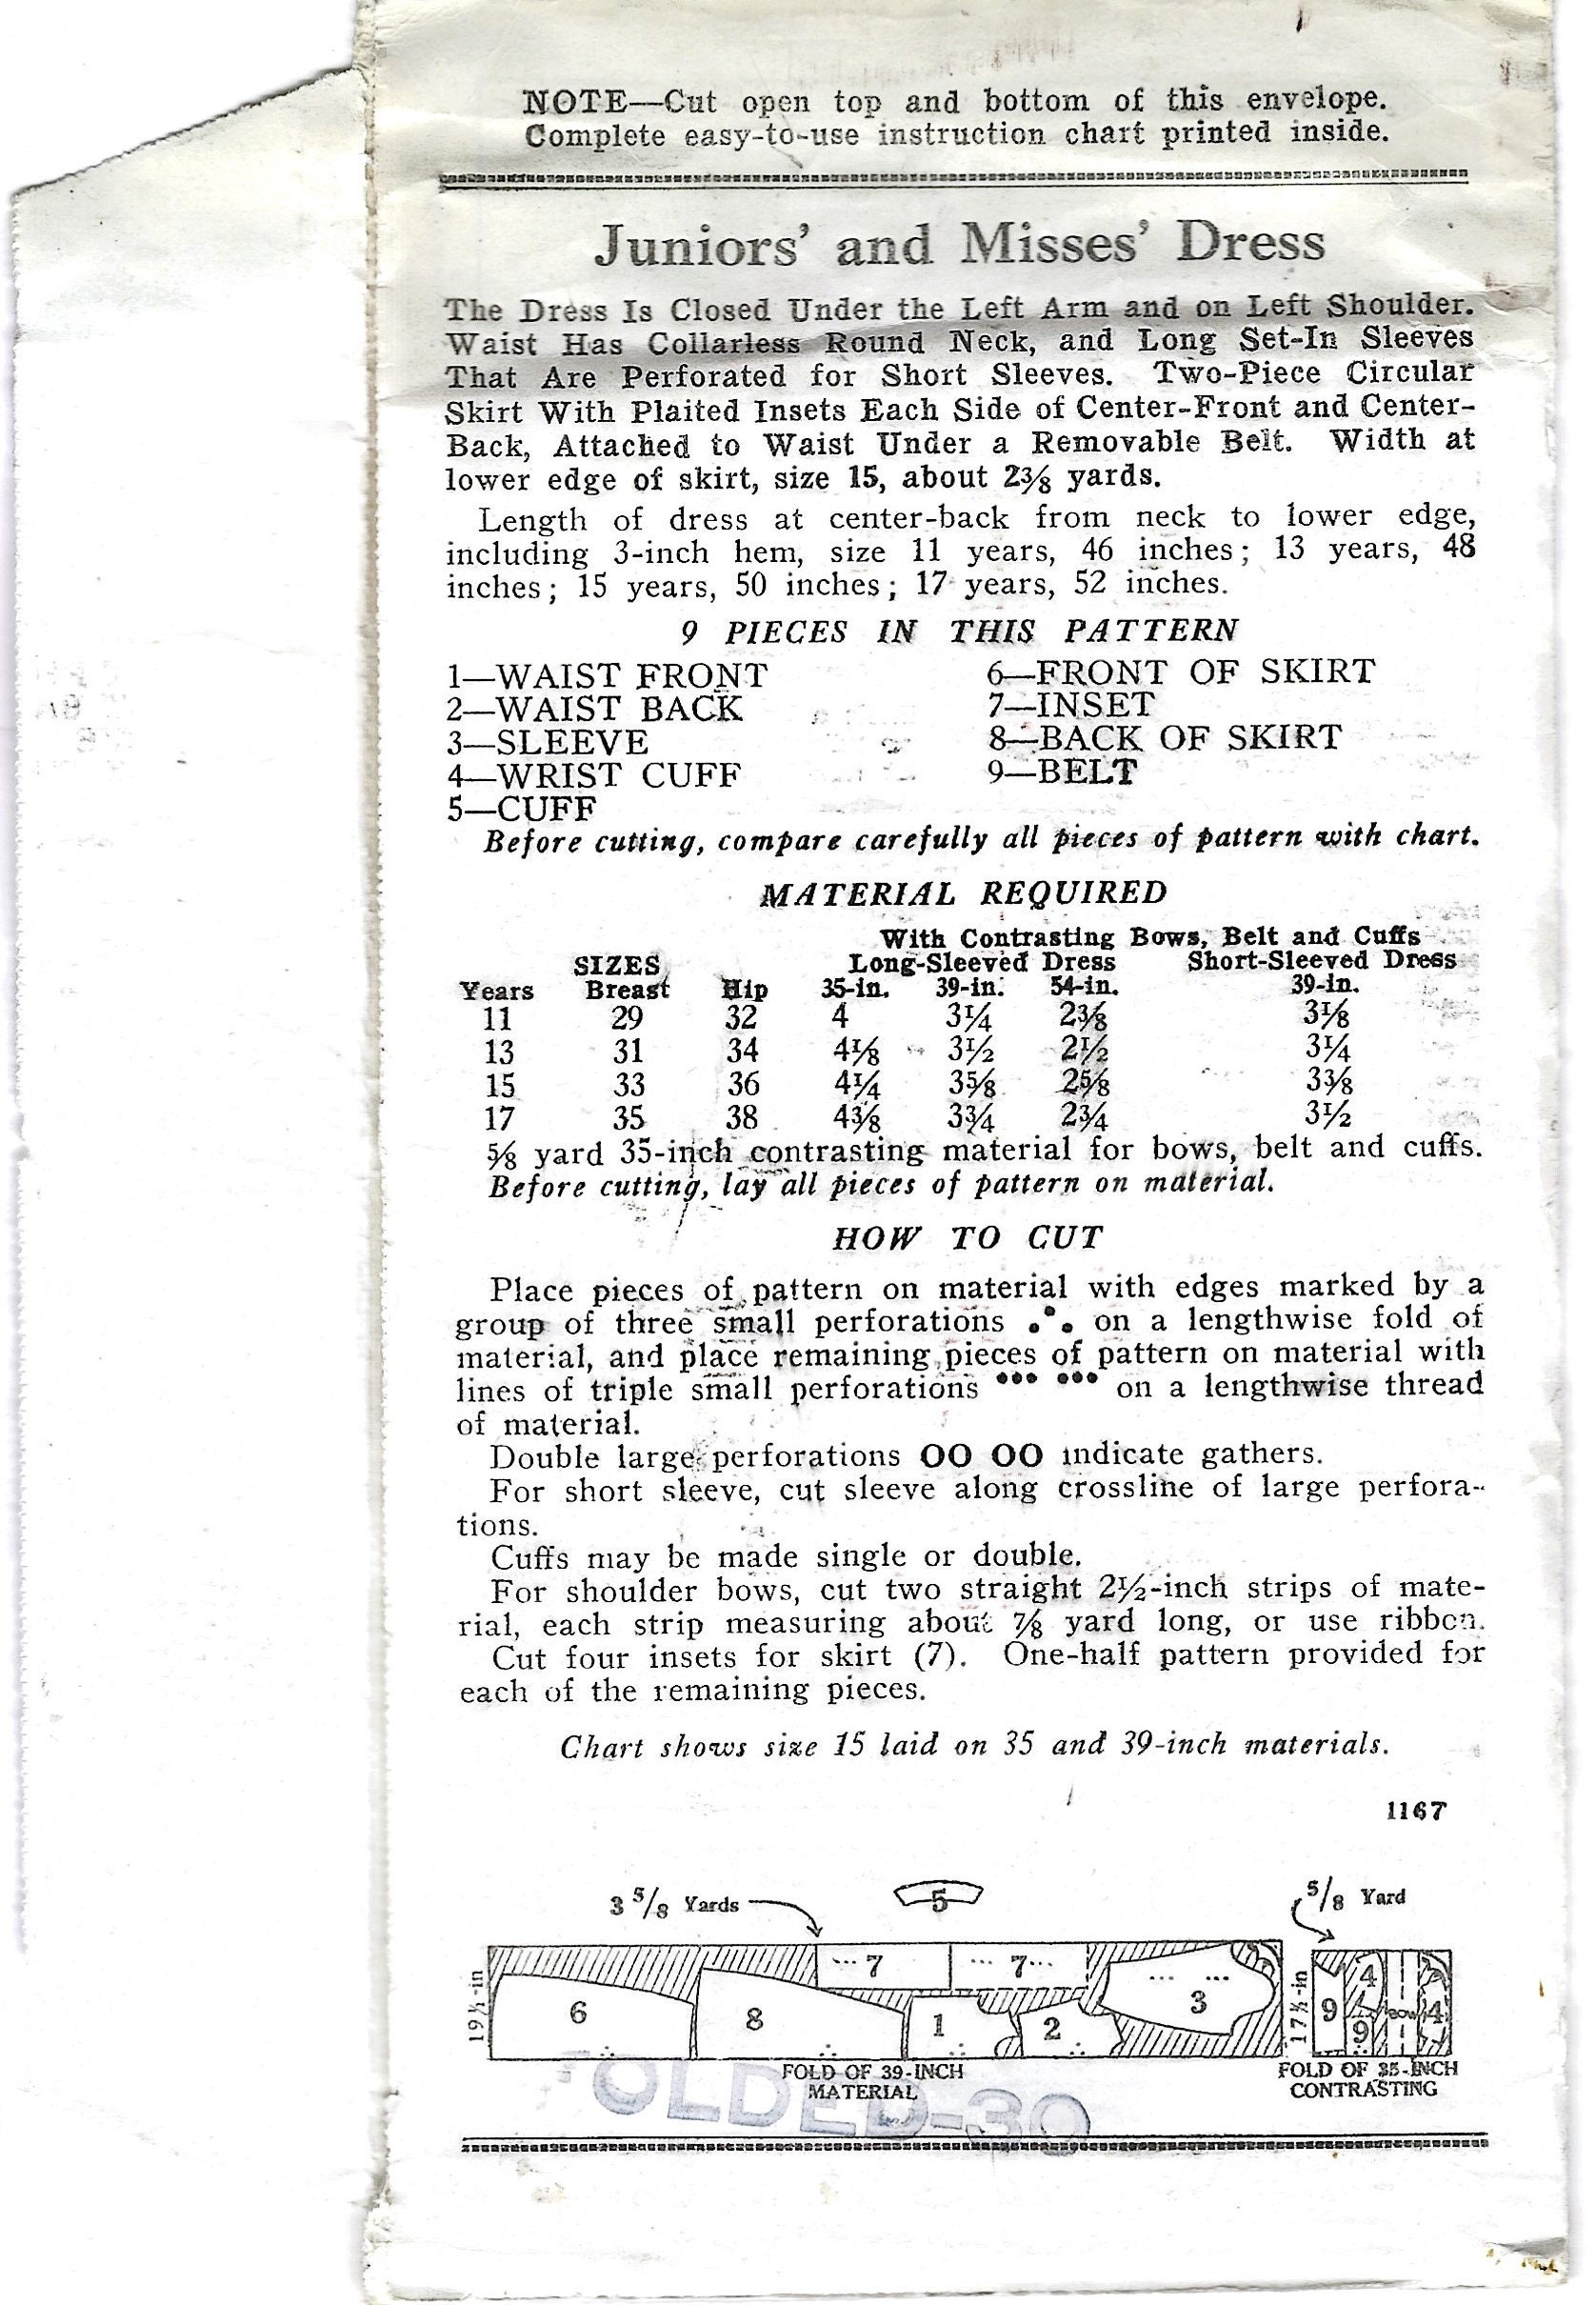 NOTE—Cut open top and bottom of this envelope.
Complete easy-to-use instruction chart printed inside.
Juniors' and Misses' Dress
The Dress Is Closed Under the Left Arm and on Left Shoulder.
Waist Has Collarless Round Neck, and Long Set-In Sleeves
That Are Perforated for Short Sleeves. Two-Piece Circular
Skirt With Plaited Insets Each Side of Center-Front and Center-
Back, Attached to Waist Under a Removable Belt. Width at
lower edge of skirt, size 15, about 2⅜ yards.
Length of dress at center-back from neck to lower edge,
including 3-inch hem, size 11 years, 46 inches; 13 years, 48
inches; 15 years, 50 inches; 17 years, 52 inches.
9 PIECES IN THIS PATTERN
1—WAIST FRONT 6—FRONT OF SKIRT
2—WAIST BACK 7—INSET
3—SLEEVE 8—BACK OF SKIRT
4—WRIST CUFF 9—BELT
5—CUFF
Before cutting, compare carefully all pieces of pattern with chart.
MATERIAL REQUIRED
With Contrasting Bows, Belt and Cuffs
SIZES Long-Sleeved Dress Short-Sleeved Dress
Years Breast Hip 35-in. 39-in. 54-in. 39-in.
11 29 32 4 3¼ 2⅜ 3⅛
13 31 34 4⅛ 3½ 2½ 3¼
15 33 36 4¼ 3⅝ 2⅝ 3⅜
17 35 38 4⅜ 3¾ 2¾ 3½
⅝ yard 35-inch contrasting material for bows, belt and cuffs.
Before cutting, lay all pieces of pattern on material.
HOW TO CUT
Place pieces of pattern on material with edges marked by a
group of three small perforations on a lengthwise fold of
material, and place remaining pieces of pattern on material with
lines of triple small perforations ••• ••• on a lengthwise thread
of material.
Double large perforations OO OO indicate gathers.
For short sleeve, cut sleeve along crossline of large perfora-
tions.
Cuffs may be made single or double.
For shoulder bows, cut two straight 2½-inch strips of mate-
rial, each strip measuring about ⅞ yard long, or use ribbon.
Cut four insets for skirt (7). One-half pattern provided for
each of the remaining pieces.
Chart shows size 15 laid on 35 and 39-inch materials.
1167
3 5/8 Yards 5 5/8 Yard
19½-in 6 8 7 7 1 2 3
17½-in 9 4 9 BOW 4
FOLD OF 39-INCH
MATERIAL
FOLD OF 35-INCH
CONTRASTING
OLDED-30